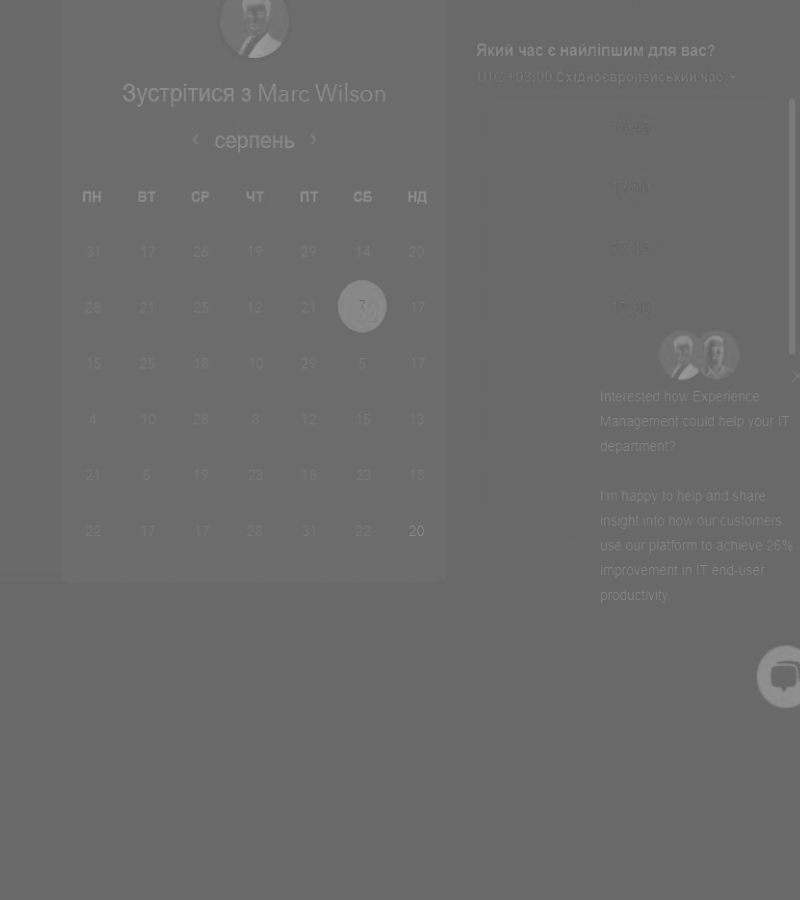 Зустрітися з Marc Wilson
серпень
ПН ВТ СР ЧТ ПТ СБ НД
31 17 26 19 29 14 20
28 21 25 12 21 7 17
15 25 18 10 29 5 17
4 10 28 8 12 15 13
21 5 19 23 18 23 18
22 17 17 28 31 22 20
Який час є найліпшим для вас?
UTC +03:00 Східноєвропейський час
17:15
Interested how Experience
Management could help your IT
department?
I'm happy to help and share
insight into how our customers
use our platform to achieve 26%
improvement in IT end-user
productivity.